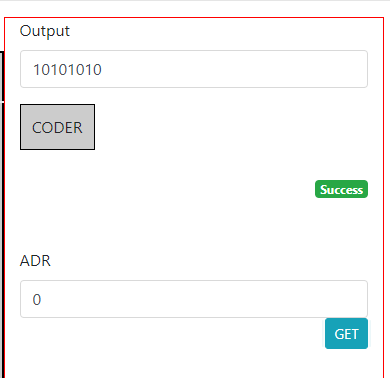 Output
10101010
CODER
Success
ADR
0
GET